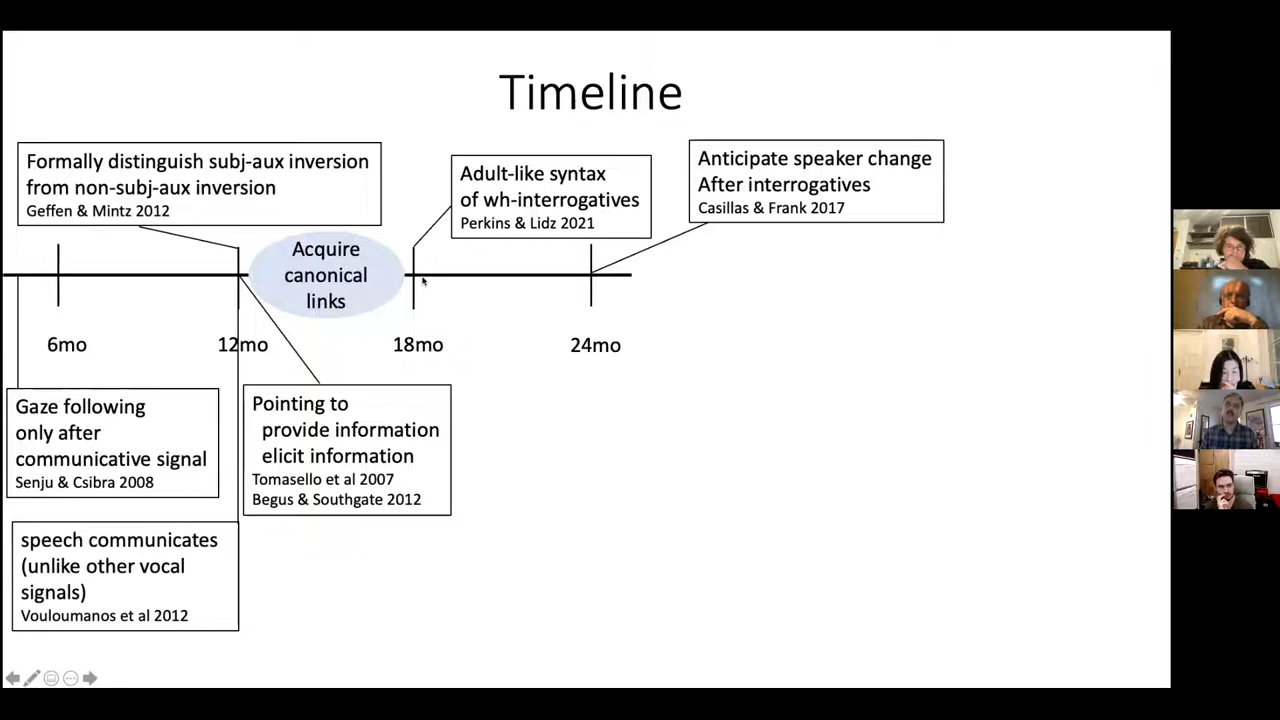 Timeline
Formally distinguish subj-aux inversion
from non-subj-aux inversion
Geffen & Mintz 2012
Adult-like syntax
of wh-interrogatives
Perkins & Lidz 2021
Anticipate speaker change
After interrogatives
Casillas & Frank 2017
Acquire
canonical
links
6mo
12mo
18mo
24mo
Gaze following
only after
communicative signal
Senju & Csibra 2008
Pointing to
provide information
elicit information
Tomasello et al 2007
Begus & Southgate 2012
speech communicates
(unlike other vocal
signals)
Vouloumanos et al 2012